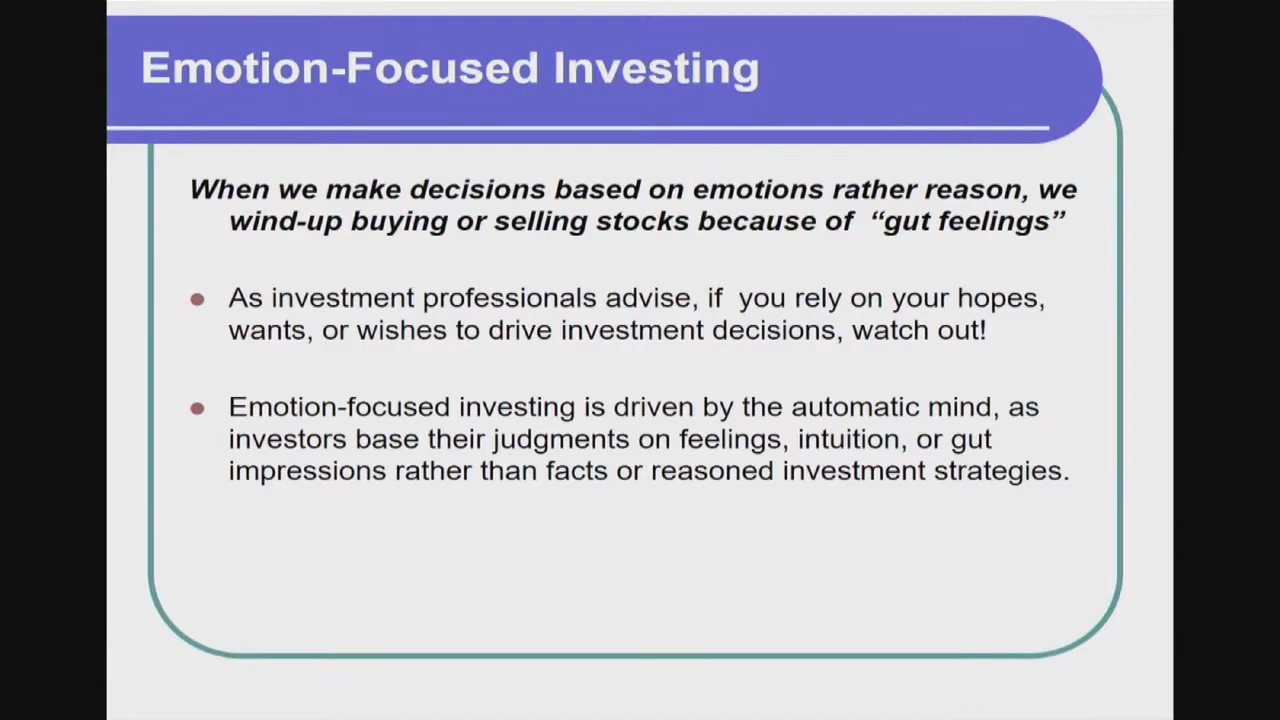 Emotion-Focused Investing
When we make decisions based on emotions rather reason, we
wind-up buying or selling stocks because of “gut feelings”
As investment professionals advise, if you rely on your hopes,
wants, or wishes to drive investment decisions, watch out!
Emotion-focused investing is driven by the automatic mind, as
investors base their judgments on feelings, intuition, or gut
impressions rather than facts or reasoned investment strategies.